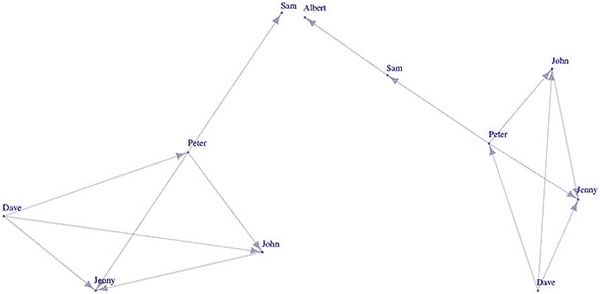 Sam Albert
Sam
John
Peter
Peter
Dave
Jenny
John
Jenny
Dave